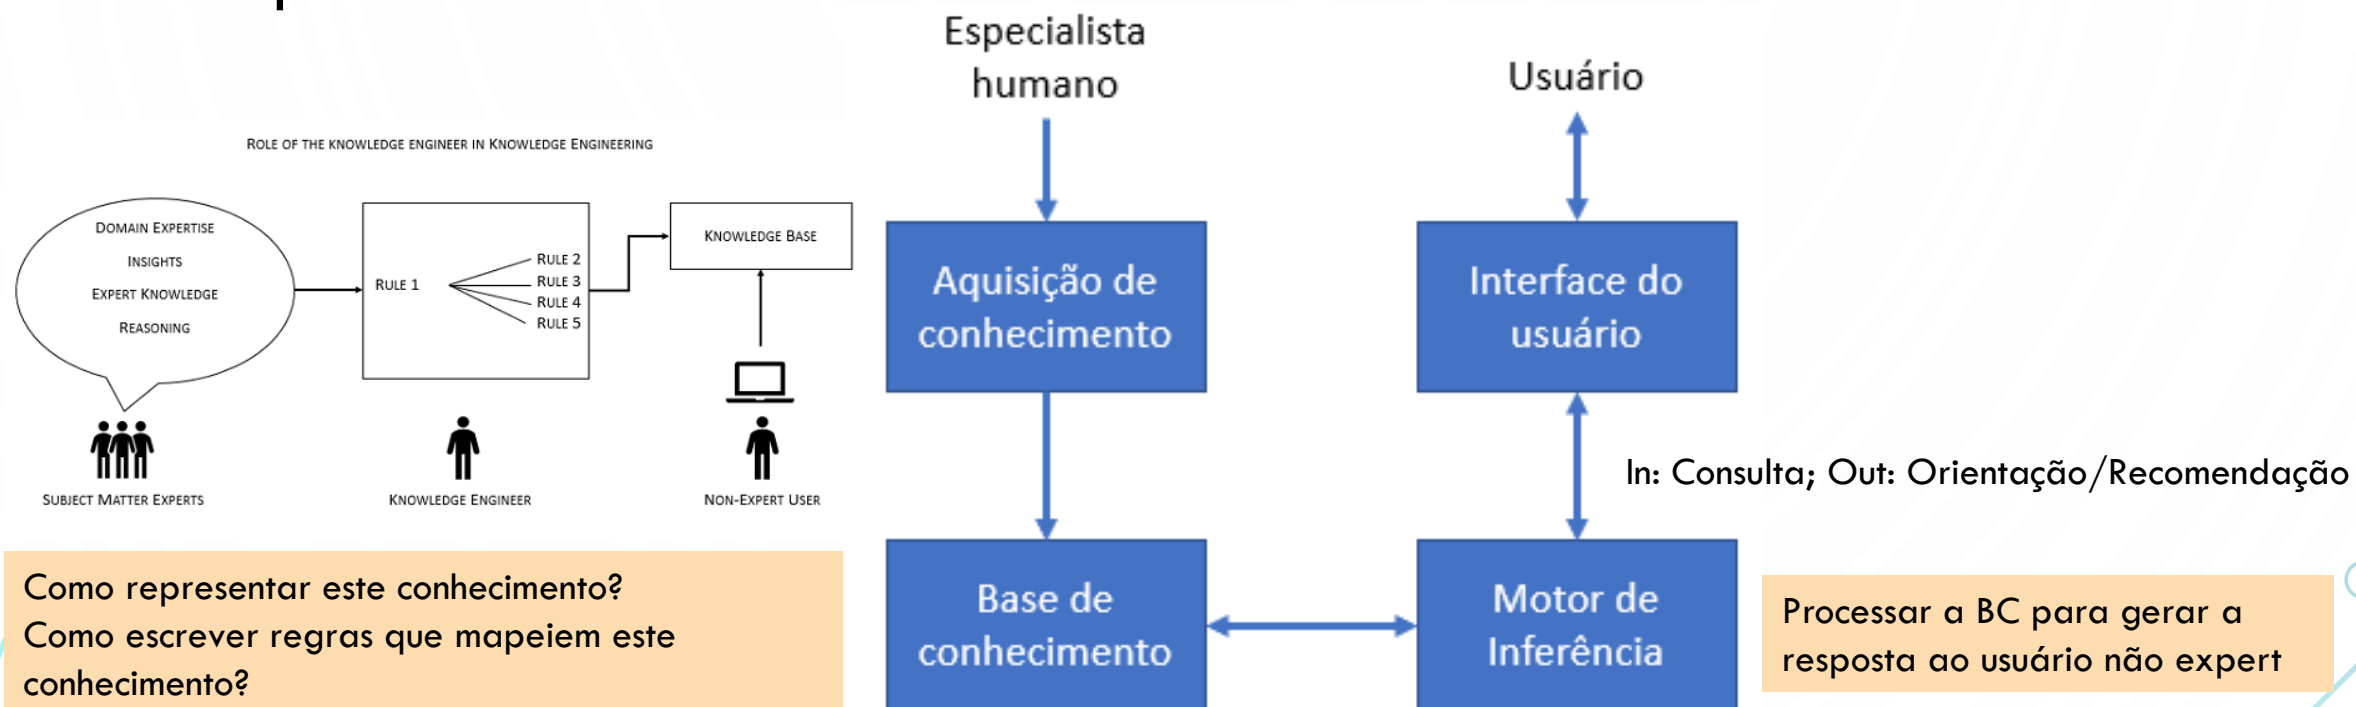 ROLE OF THE KNOWLEDGE ENGINEER IN KNOWLEDGE ENGINEERING
DOMAIN EXPERTISE
INSIGHTS
EXPERT KNOWLEDGE
REASONING
RULE 1
RULE 2
RULE 3
RULE 4
RULE 5
KNOWLEDGE BASE
SUBJECT MATTER EXPERTS
KNOWLEDGE ENGINEER
NON-EXPERT USER
Como representar este conhecimento?
Como escrever regras que mapeiem este
conhecimento?
Especialista
humano
Aquisição de
conhecimento
Base de
conhecimento
Usuário
Interface do
usuário
In: Consulta; Out: Orientação/Recomendação
Motor de
Inferência
Processar a BC para gerar a
resposta ao usuário não expert